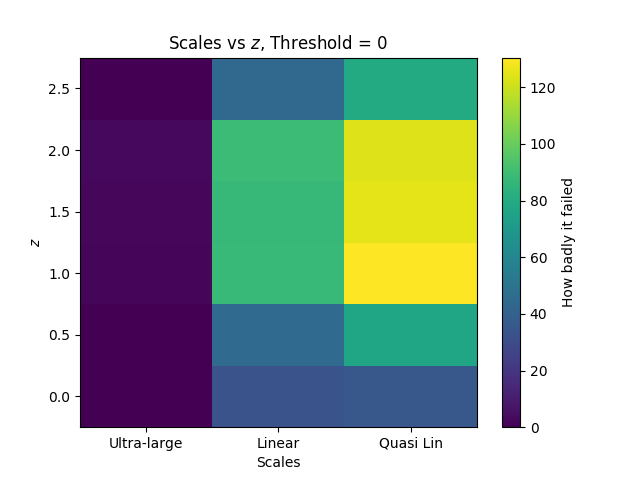 Scales vs z, Threshold = 0
2.5
2.0
1.5
1.0
0.5
0.0
z
Ultra-large
Linear
Quasi Lin
Scales
120
100
80
60
40
20
0
How badly it failed